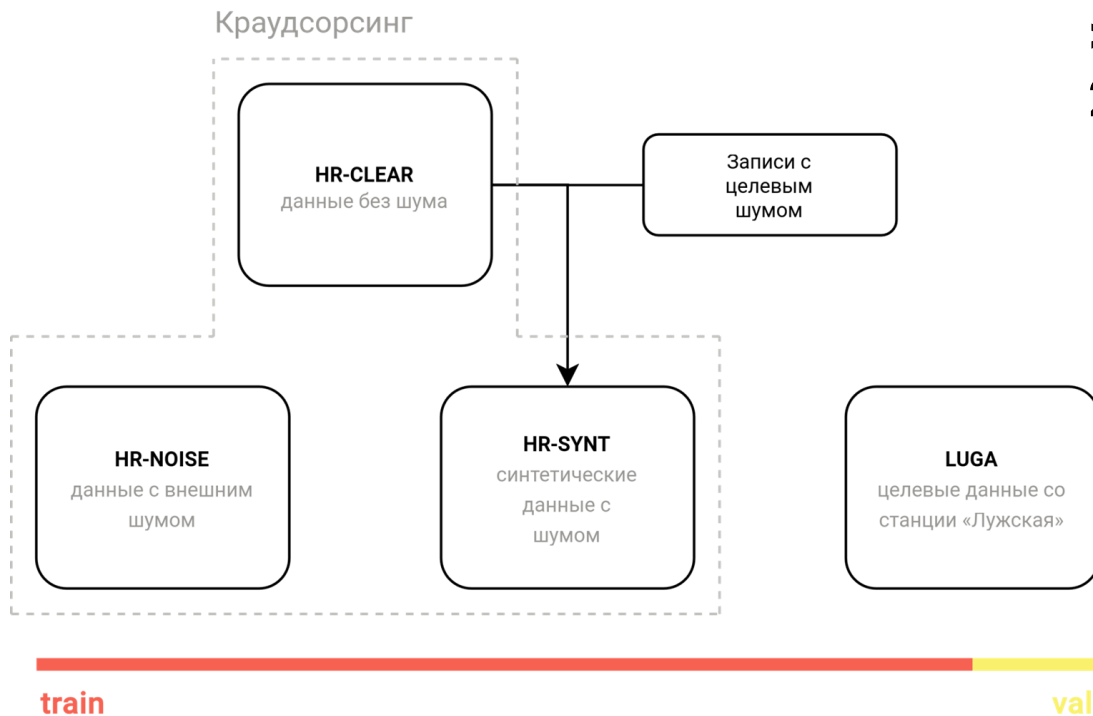 Краудсорсинг
HR-CLEAR
данные без шума
Записи с
целевым
шумом
HR-NOISE
данные с внешним
шумом
HR-SYNT
синтетические
данные с
шумом
LUGA
целевые данные со
станции «Лужская»
train
val